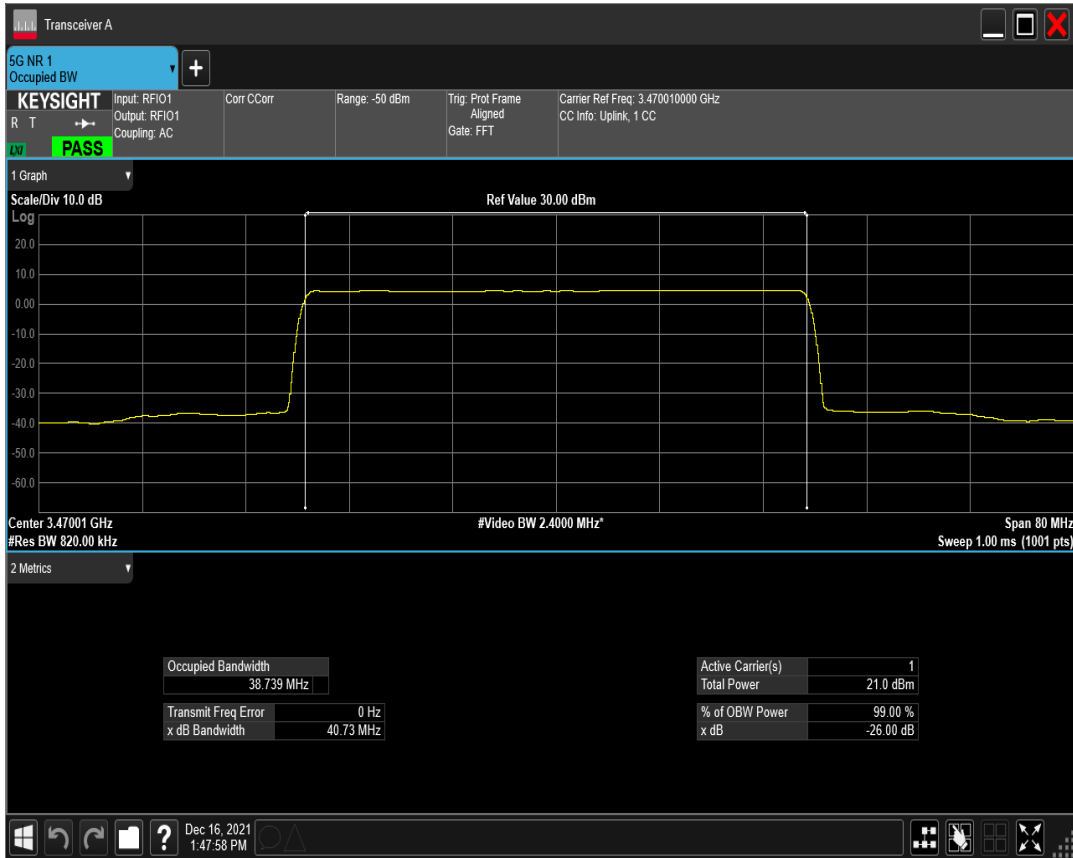 Transceiver A
5G NR 1
Occupied BW
+
KEYSIGHT
R T
LXI
PASS
Input: RFIO1
Output: RFIO1
Coupling: AC
Corr CCorr
Range: -50 dBm
Trig: Prot Frame
Aligned
Gate: FFT
Carrier Ref Freq: 3.470010000 GHz
CC Info: Uplink, 1 CC
1 Graph
Scale/Div 10.0 dB
Ref Value 30.00 dBm
Log
20.0
10.0
0.00
-10.0
-20.0
-30.0
-40.0
-50.0
-60.0
Center 3.47001 GHz
#Video BW 2.4000 MHz*
Span 80 MHz
#Res BW 820.00 kHz
Sweep 1.00 ms (1001 pts)
2 Metrics
Occupied Bandwidth
38.739 MHz
Transmit Freq Error 0 Hz
x dB Bandwidth 40.73 MHz
Active Carrier(s) 1
Total Power 21.0 dBm
% of OBW Power 99.00 %
x dB -26.00 dB
?
Dec 16, 2021
1:47:58 PM